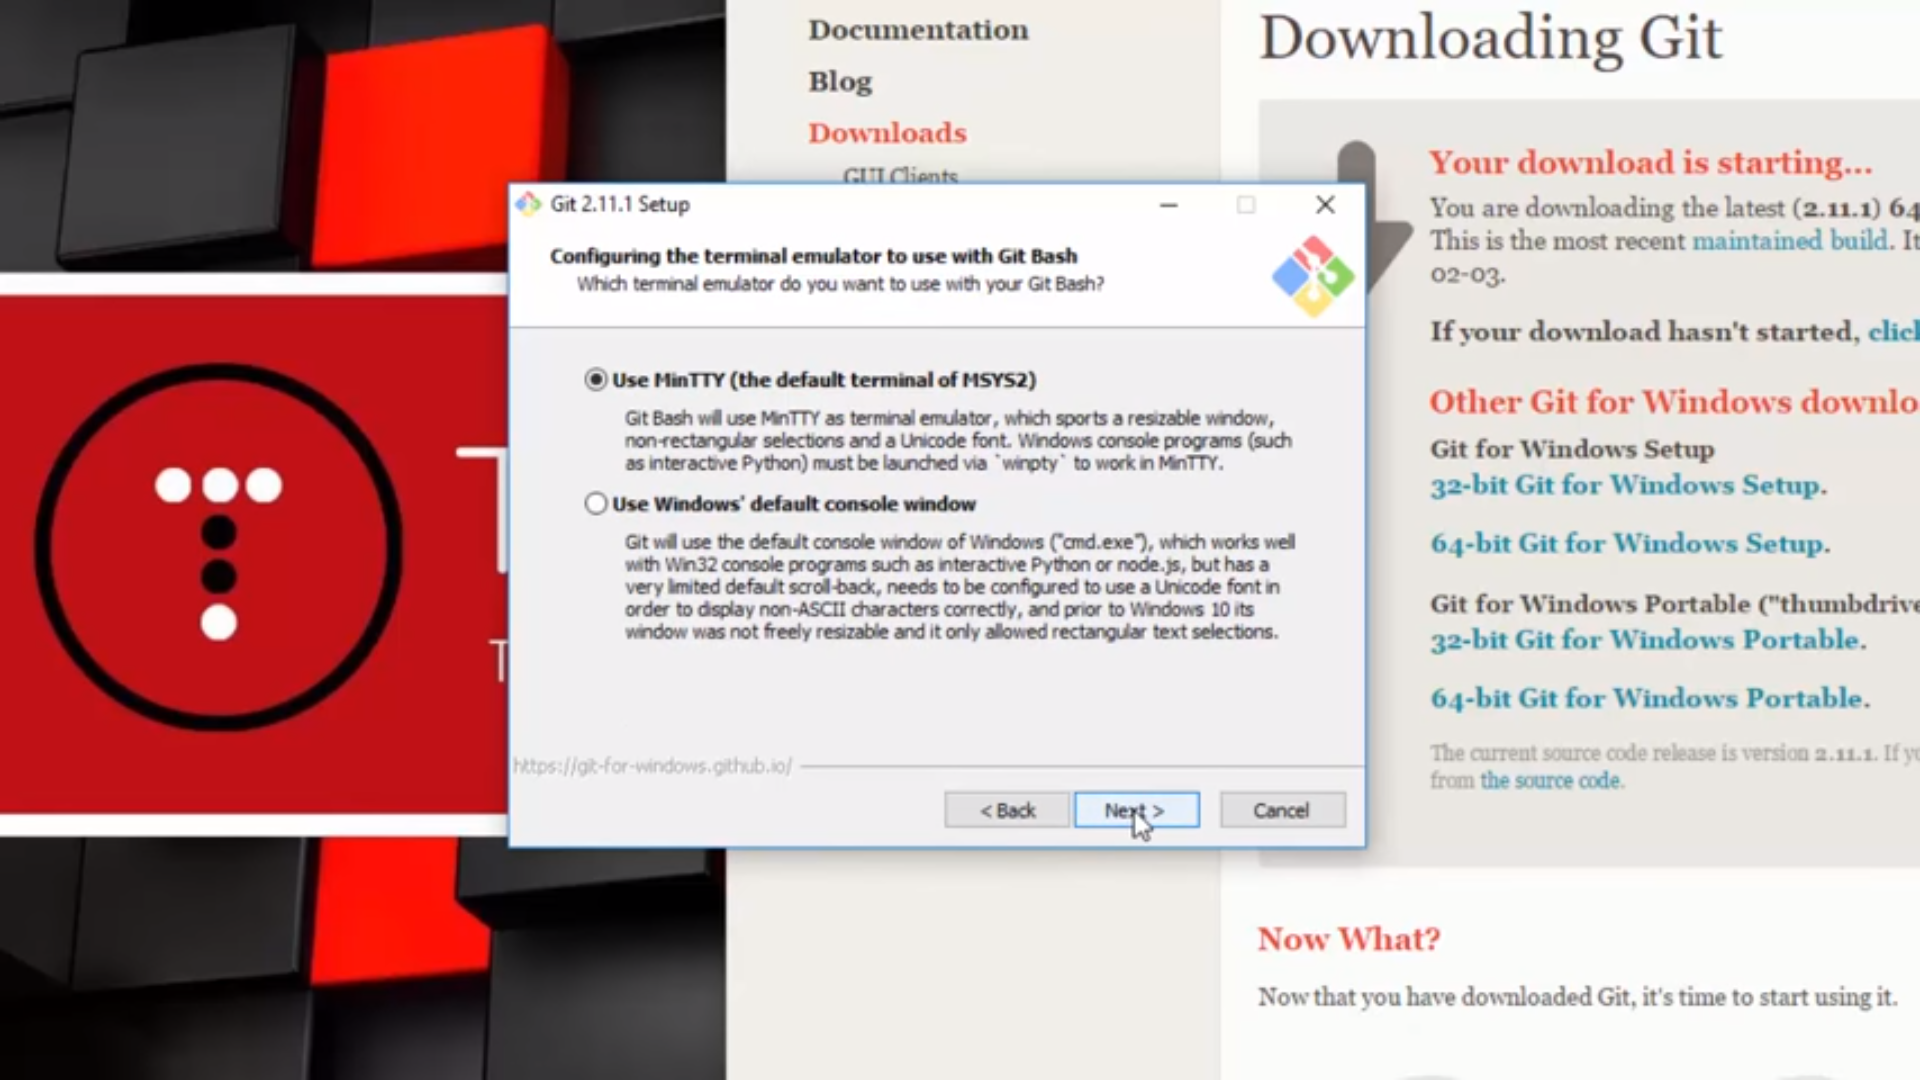 Documentation
Blog
Downloads
GUI Clients
Downloading Git
Your download is starting...
You are downloading the latest (2.11.1) 64
This is the most recent maintained build. It
02-03.
If your download hasn't started, click
Other Git for Windows downlo
Git for Windows Setup
32-bit Git for Windows Setup.
64-bit Git for Windows Setup.
Git for Windows Portable ("thumbdrive
32-bit Git for Windows Portable.
64-bit Git for Windows Portable.
The current source code release is version 2.11.1. If yo
from the source code.
Now What?
Now that you have downloaded Git, it's time to start using it.
Git 2.11.1 Setup
Configuring the terminal emulator to use with Git Bash
Which terminal emulator do you want to use with your Git Bash?
Use MinTTY (the default terminal of MSYS2)
Git Bash will use MinTTY as terminal emulator, which sports a resizable window,
non-rectangular selections and a Unicode font. Windows console programs (such
as interactive Python) must be launched via `winpty` to work in MinTTY.
Use Windows' default console window
Git will use the default console window of Windows ("cmd.exe"), which works well
with Win32 console programs such as interactive Python or node.js, but has a
very limited default scroll-back, needs to be configured to use a Unicode font in
order to display non-ASCII characters correctly, and prior to Windows 10 its
window was not freely resizable and it only allowed rectangular text selections.
https://git-for-windows.github.io/
< Back
Next >
Cancel
T
T